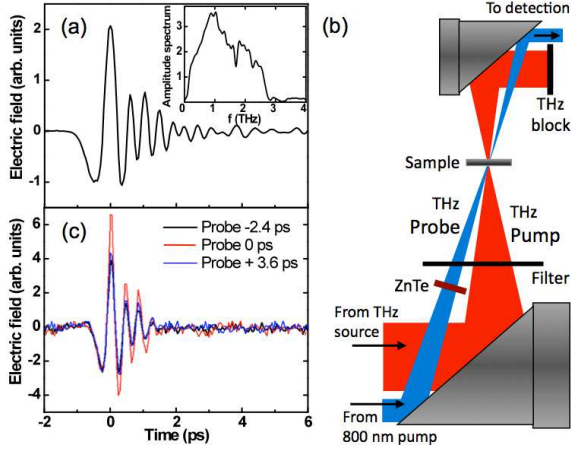 (a)
Electric field (arb. units)
2
1
0
-1
Amplitude spectrum
3
2
1
0
0 1 2 3 4
f (THz)
(c)
Electric field (arb. units)
6
4
2
0
-2
-4
Probe -2.4 ps
Probe 0 ps
Probe + 3.6 ps
-2 0 2 4 6
Time (ps)
(b)
To detection
THz
block
Sample
THz
Probe
THz
Pump
ZnTe
Filter
From THz
source
From
800 nm pump